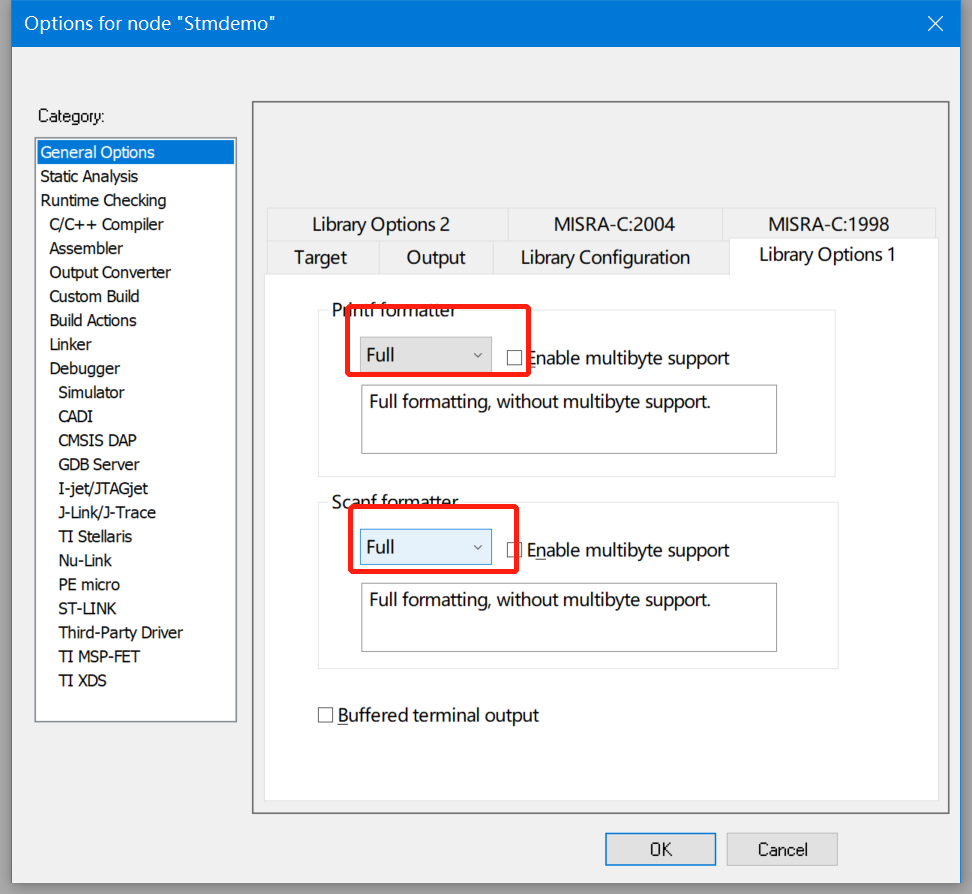 Options for node "Stmdemo"
Category:
General Options
Static Analysis
Runtime Checking
C/C++ Compiler
Assembler
Output Converter
Custom Build
Build Actions
Linker
Debugger
Simulator
CADI
CMSIS DAP
GDB Server
I-jet/JTAGjet
J-Link/J-Trace
TI Stellaris
Nu-Link
PE micro
ST-LINK
Third-Party Driver
TI MSP-FET
TI XDS
Library Options 2 MISRA-C:2004 MISRA-C:1998
Target Output Library Configuration Library Options 1
Printf formatter
Full Enable multibyte support
Full formatting, without multibyte support.
Scanf formatter
Full Enable multibyte support
Full formatting, without multibyte support.
Buffered terminal output
OK Cancel